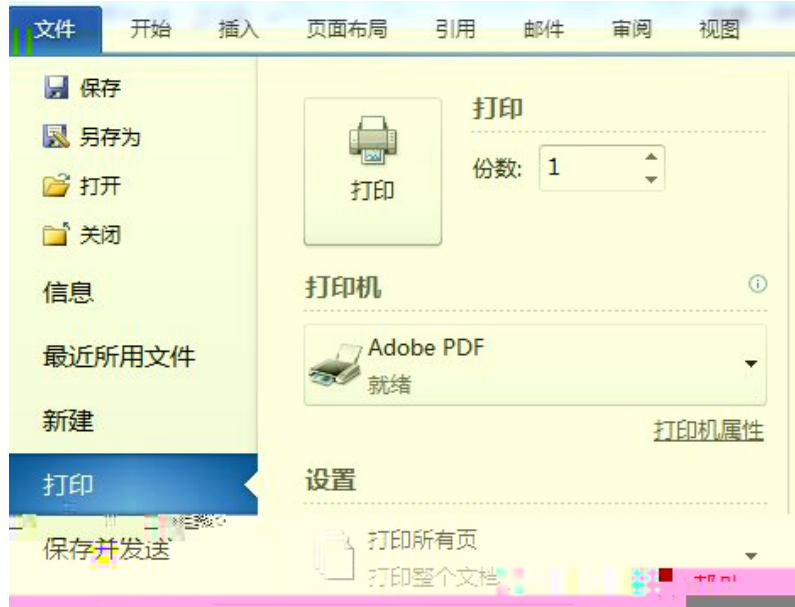 文件 开始 插入 页面布局 引用 邮件 审阅 视图
保存
另存为
打开
关闭
信息
最近所用文件
新建
打印
保存并发送
打印
打印
份数: 1
打印机
Adobe PDF
就绪
打印机属性
设置
打印所有页
打印整个文档